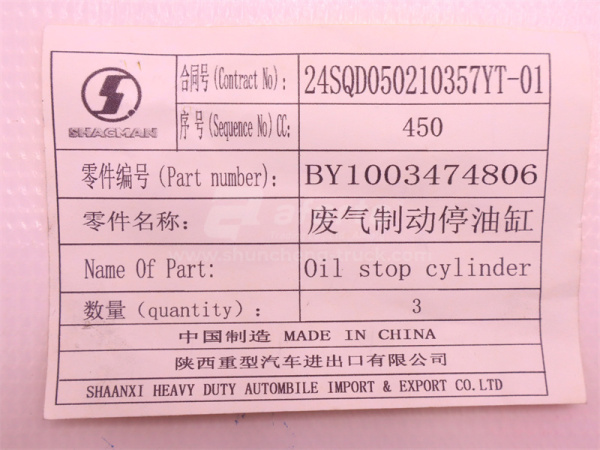 SHACMAN
合同号(Contract No): 24SQD050210357YT-01
序号(Sequence No)CC: 450
零件编号(Part number): BY1003474806
零件名称: 废气制动停油缸
Name Of Part: Oil stop cylinder
数量(quantity): 3
中国制造 MADE IN CHINA
陕西重型汽车进出口有限公司
SHAANXI HEAVY DUTY AUTOMBILE IMPORT & EXPORT CO.LTD